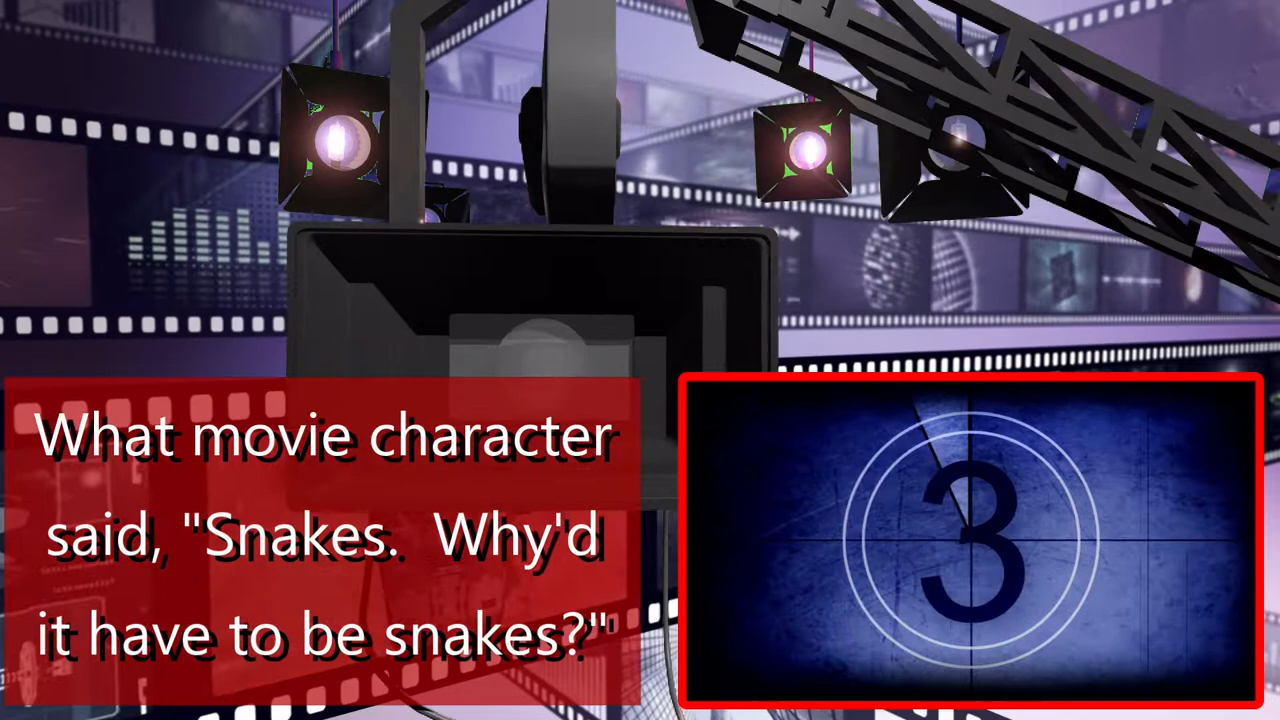 What movie character
said, "Snakes.  Why'd
it have to be snakes?"
3